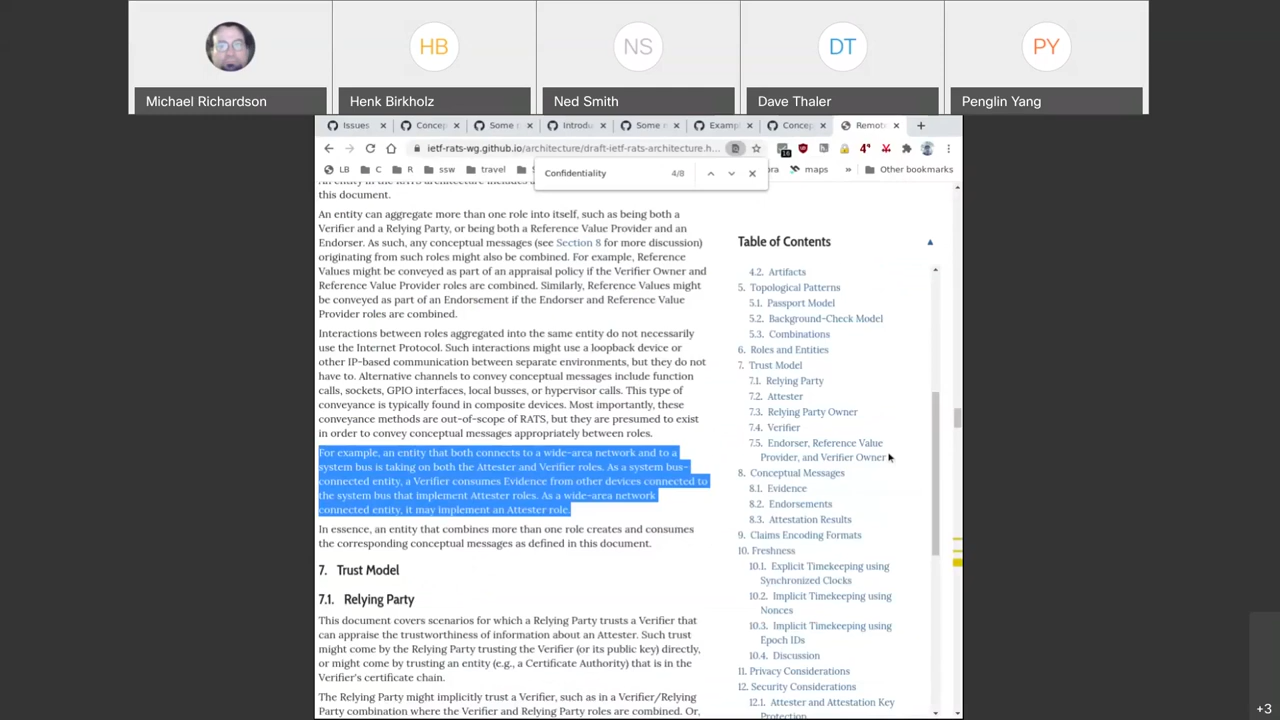 HB
NS
DT
PY
Michael Richardson
Henk Birkholz
Ned Smith
Dave Thaler
Penglin Yang
Issues
Concep
Some
Introdu
Some n
Examp
Concep
Remot
ietf-rats-wg.github.io/architecture/draft-ietf-rats-architecture.h...
LB
C
R
ssw
travel
maps
»
Other bookmarks
Confidentiality
4/8
this document.
An entity can aggregate more than one role into itself, such as being both a
Verifier and a Relying Party, or being both a Reference Value Provider and an
Endorser. As such, any conceptual messages (see Section 8 for more discussion)
originating from such roles might also be combined. For example, Reference
Values might be conveyed as part of an appraisal policy if the Verifier Owner and
Reference Value Provider roles are combined. Similarly, Reference Values might
be conveyed as part of an Endorsement if the Endorser and Reference Value
Provider roles are combined.
Interactions between roles aggregated into the same entity do not necessarily
use the Internet Protocol. Such interactions might use a loopback device or
other IP-based communication between separate environments, but they do not
have to. Alternative channels to convey conceptual messages include function
calls, sockets, GPIO interfaces, local busses, or hypervisor calls. This type of
conveyance is typically found in composite devices. Most importantly, these
conveyance methods are out-of-scope of RATS, but they are presumed to exist
in order to convey conceptual messages appropriately between roles.
For example, an entity that both connects to a wide-area network and to a
system bus is taking on both the Attester and Verifier roles. As a system bus-
connected entity, a Verifier consumes Evidence from other devices connected to
the system bus that implement Attester roles. As a wide-area network
connected entity, it may implement an Attester role.
In essence, an entity that combines more than one role creates and consumes
the corresponding conceptual messages as defined in this document.
7. Trust Model
7.1. Relying Party
This document covers scenarios for which a Relying Party trusts a Verifier that
can appraise the trustworthiness of information about an Attester. Such trust
might come by the Relying Party trusting the Verifier (or its public key) directly,
or might come by trusting an entity (e.g., a Certificate Authority) that is in the
Verifier's certificate chain.
The Relying Party might implicitly trust a Verifier, such as in a Verifier/Relying
Party combination where the Verifier and Relying Party roles are combined. Or,
Table of Contents
4.2. Artifacts
5. Topological Patterns
5.1. Passport Model
5.2. Background-Check Model
5.3. Combinations
6. Roles and Entities
7. Trust Model
7.1. Relying Party
7.2. Attester
7.3. Relying Party Owner
7.4. Verifier
7.5. Endorser, Reference Value
Provider, and Verifier Owner
8. Conceptual Messages
8.1. Evidence
8.2. Endorsements
8.3. Attestation Results
9. Claims Encoding Formats
10. Freshness
10.1. Explicit Timekeeping using
Synchronized Clocks
10.2. Implicit Timekeeping using
Nonces
10.3. Implicit Timekeeping using
Epoch IDs
10.4. Discussion
11. Privacy Considerations
12. Security Considerations
12.1. Attester and Attestation Key
Protection
+3